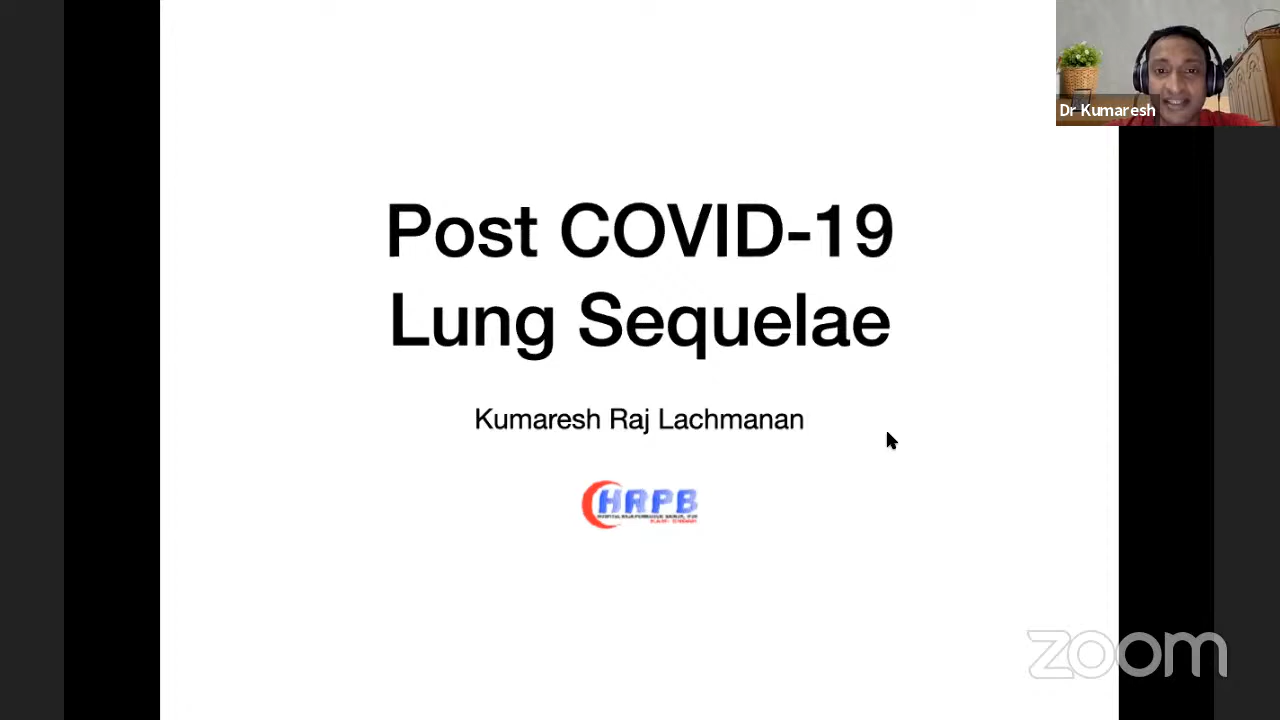 Dr Kumaresh
Post COVID-19
Lung Sequelae
Kumaresh Raj Lachmanan
HRPB
zoom